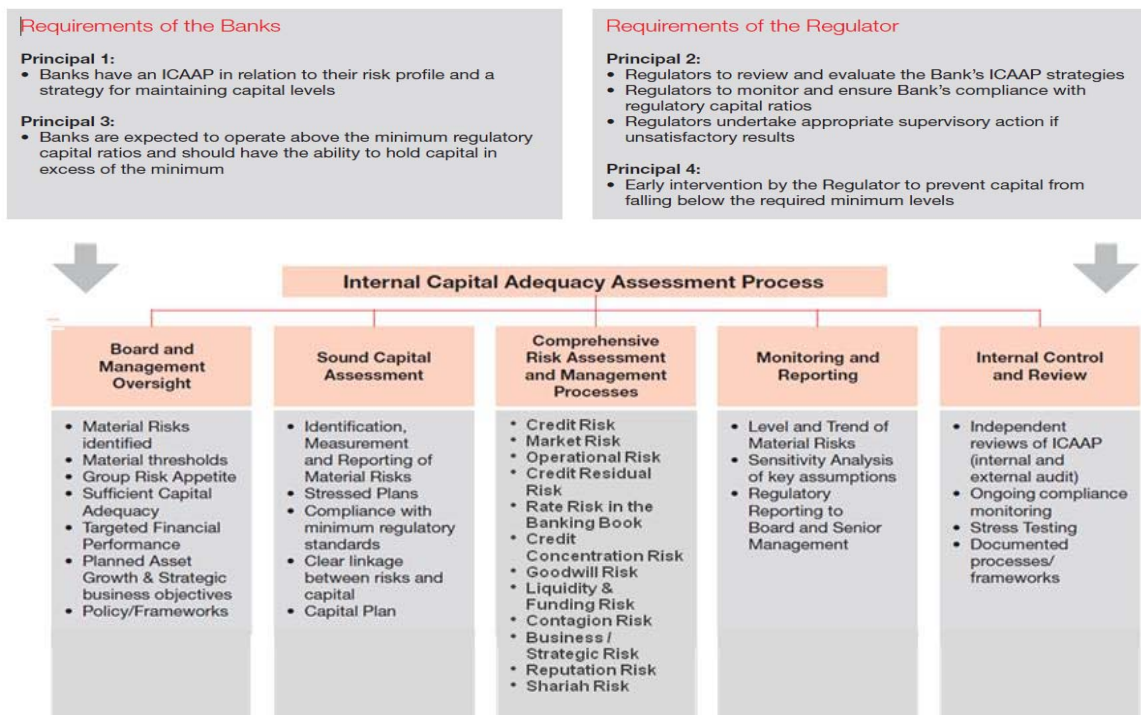 Requirements of the Banks
Principal 1:
• Banks have an ICAAP in relation to their risk profile and a
strategy for maintaining capital levels
Principal 3:
• Banks are expected to operate above the minimum regulatory
capital ratios and should have the ability to hold capital in
excess of the minimum
Requirements of the Regulator
Principal 2:
• Regulators to review and evaluate the Bank's ICAAP strategies
• Regulators to monitor and ensure Bank's compliance with
regulatory capital ratios
• Regulators undertake appropriate supervisory action if
unsatisfactory results
Principal 4:
• Early intervention by the Regulator to prevent capital from
falling below the required minimum levels
Internal Capital Adequacy Assessment Process
Board and
Management
Oversight
• Material Risks
identified
• Material thresholds
• Group Risk Appetite
• Sufficient Capital
Adequacy
• Targeted Financial
Performance
• Planned Asset
Growth & Strategic
business objectives
• Policy/Frameworks
Sound Capital
Assessment
• Identification,
Measurement
and Reporting of
Material Risks
• Stressed Plans
• Compliance with
minimum regulatory
standards
• Clear linkage
between risks and
capital
• Capital Plan
Comprehensive
Risk Assessment
and Management
Processes
• Credit Risk
• Market Risk
• Operational Risk
• Credit Residual
Risk
• Rate Risk in the
Banking Book
• Credit
Concentration Risk
• Goodwill Risk
• Liquidity &
Funding Risk
• Contagion Risk
• Business /
Strategic Risk
• Reputation Risk
• Shariah Risk
Monitoring and
Reporting
• Level and Trend of
Material Risks
• Sensitivity Analysis
of key assumptions
• Regulatory
Reporting to
Board and Senior
Management
Internal Control
and Review
• Independent
reviews of ICAAP
(internal and
external audit)
• Ongoing compliance
monitoring
• Stress Testing
• Documented
processes/
frameworks